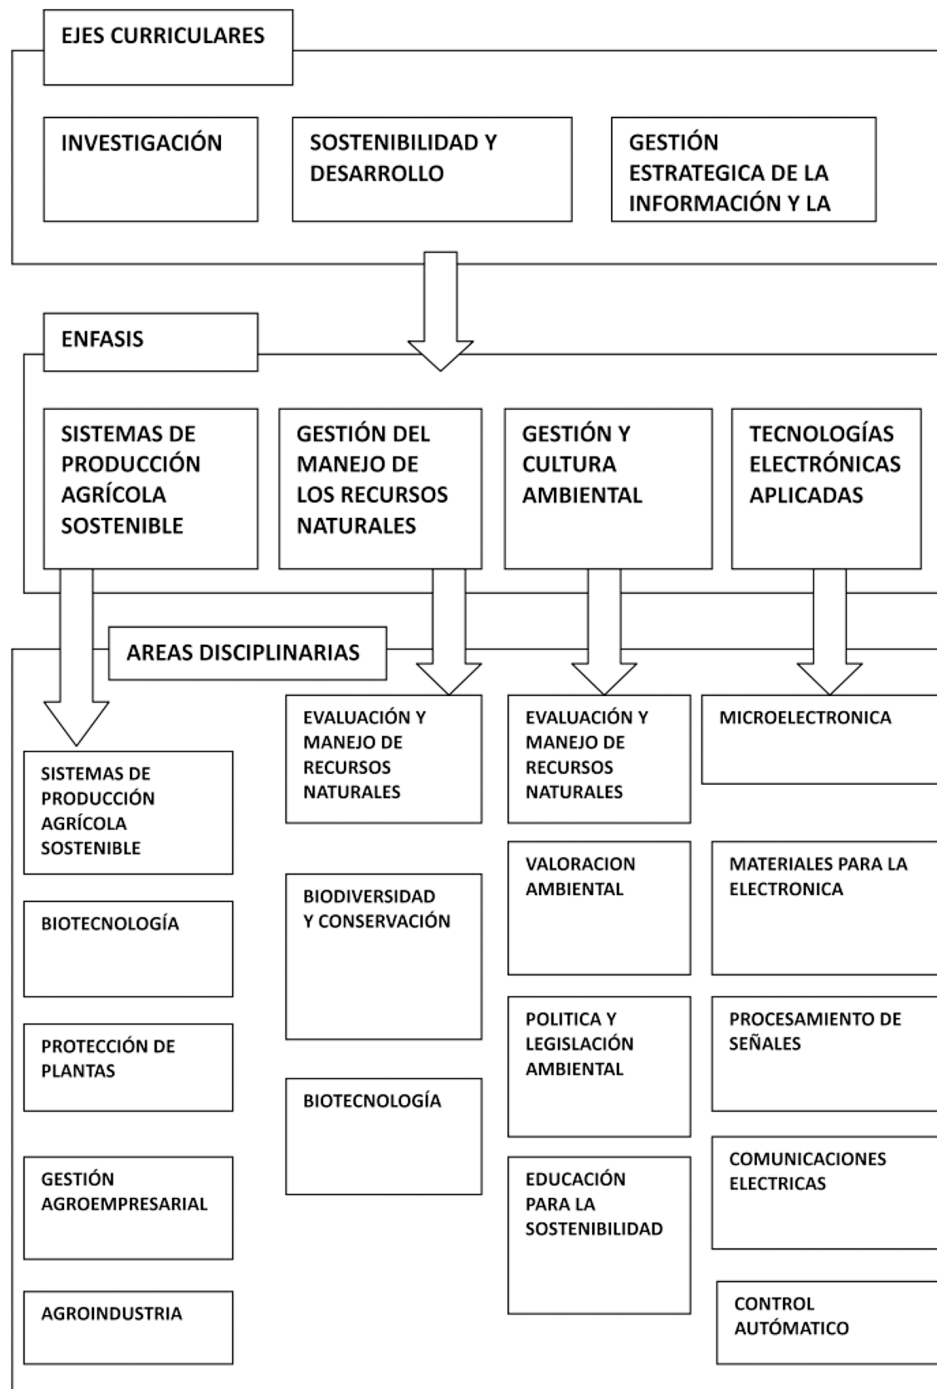 EJES CURRICULARES
INVESTIGACIÓN
SOSTENIBILIDAD Y
DESARROLLO
GESTIÓN
ESTRATEGICA DE LA
INFORMACIÓN Y LA
ENFASIS
SISTEMAS DE
PRODUCCIÓN
AGRÍCOLA
SOSTENIBLE
GESTIÓN DEL
MANEJO DE
LOS RECURSOS
NATURALES
GESTIÓN Y
CULTURA
AMBIENTAL
TECNOLOGÍAS
ELECTRÓNICAS
APLICADAS
AREAS DISCIPLINARIAS
SISTEMAS DE
PRODUCCIÓN
AGRÍCOLA
SOSTENIBLE
BIOTECNOLOGÍA
PROTECCIÓN DE
PLANTAS
GESTIÓN
AGROEMPRESARIAL
AGROINDUSTRIA
EVALUACIÓN Y
MANEJO DE
RECURSOS
NATURALES
BIODIVERSIDAD
Y CONSERVACIÓN
BIOTECNOLOGÍA
EVALUACIÓN Y
MANEJO DE
RECURSOS
NATURALES
VALORACION
AMBIENTAL
POLITICA Y
LEGISLACIÓN
AMBIENTAL
EDUCACIÓN
PARA LA
SOSTENIBILIDAD
MICROELECTRONICA
MATERIALES PARA LA
ELECTRONICA
PROCESAMIENTO DE
SEÑALES
COMUNICACIONES
ELECTRICAS
CONTROL
AUTÓMATICO